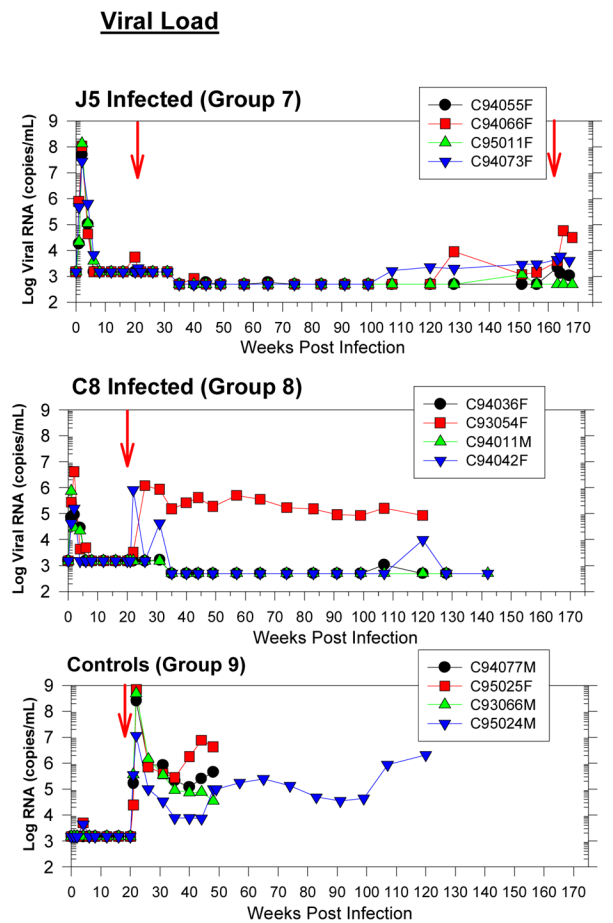 Viral Load
J5 Infected (Group 7)
C94055F
C94066F
C95011F
C94073F
Log Viral RNA (copies/mL)
9
8
7
6
5
4
3
2
0 10 20 30 40 50 60 70 80 90 100 110 120 130 140 150 160 170
Weeks Post Infection
C8 Infected (Group 8)
C94036F
C93054F
C94011M
C94042F
Log Viral RNA (copies/mL)
9
8
7
6
5
4
3
2
0 10 20 30 40 50 60 70 80 90 100 110 120 130 140 150 160 170
Weeks Post Infection
Controls (Group 9)
C94077M
C95025F
C93066M
C95024M
Log RNA (copies/mL)
9
8
7
6
5
4
3
2
0 10 20 30 40 50 60 70 80 90 100 110 120 130 140 150 160 170
Weeks Post Infection